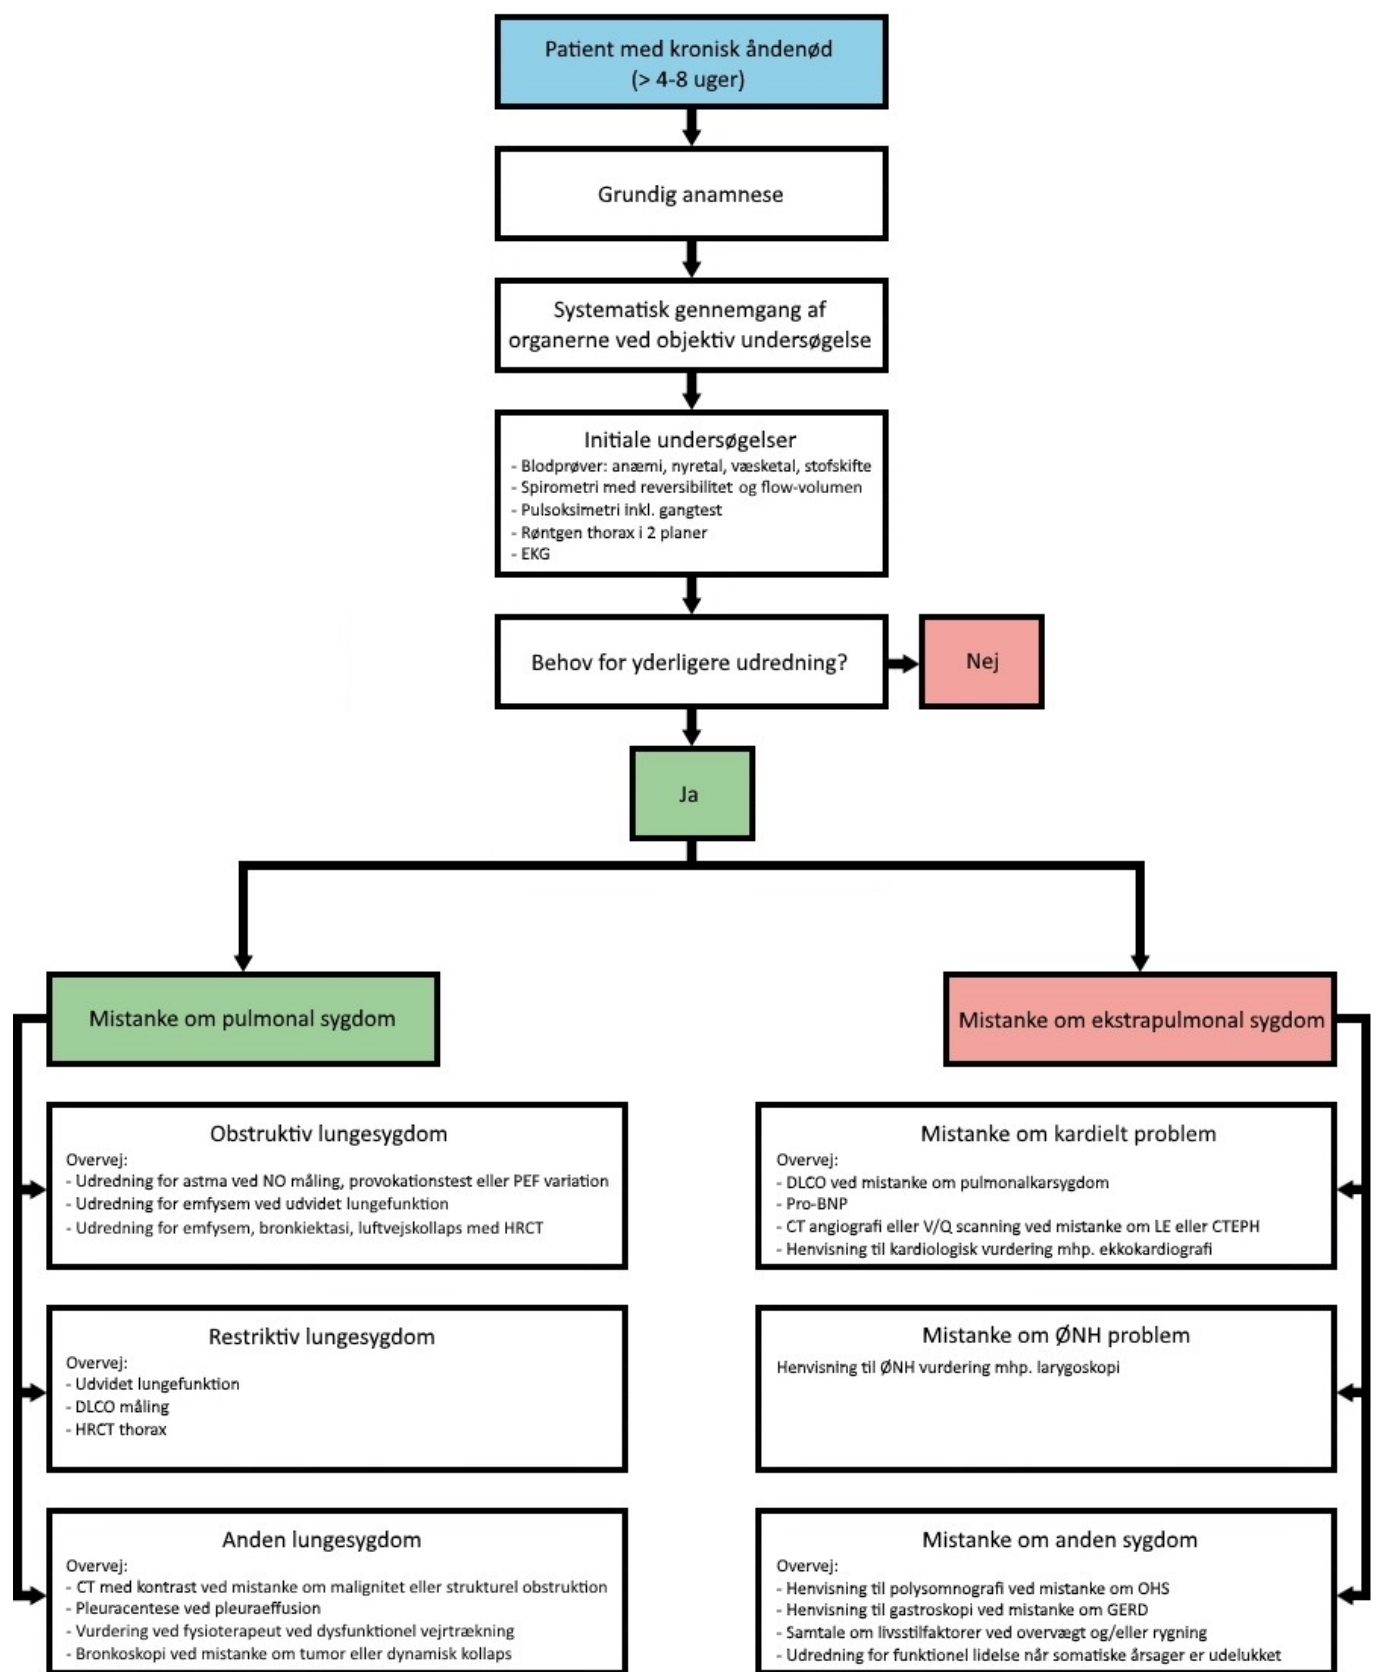 Patient med kronisk åndenød
(> 4-8 uger)
Grundig anamnese
Systematisk gennemgang af
organerne ved objektiv undersøgelse
Initiale undersøgelser
- Blodprøver: anæmi, nyretal, væsketal, stofskifte
- Spirometri med reversibilitet og flow-volumen
- Pulsoksimetri inkl. gangtest
- Røntgen thorax i 2 planer
- EKG
Behov for yderligere udredning?
Nej
Ja
Mistanke om pulmonal sygdom
Obstruktiv lungesygdom
Overvej:
- Udredning for astma ved NO måling, provokationstest eller PEF variation
- Udredning for emfysem ved udvidet lungefunktion
- Udredning for emfysem, bronkiektasi, luftvejskollaps med HRCT
Restriktiv lungesygdom
Overvej:
- Udvidet lungefunktion
- DLCO måling
- HRCT thorax
Anden lungesygdom
Overvej:
- CT med kontrast ved mistanke om malignitet eller strukturel obstruktion
- Pleuracentese ved pleuraeffusion
- Vurdering ved fysioterapeut ved dysfunktionel vejrtrækning
- Bronkoskopi ved mistanke om tumor eller dynamisk kollaps
Mistanke om ekstrapulmonal sygdom
Mistanke om kardielt problem
Overvej:
- DLCO ved mistanke om pulmonalkarsygdom
- Pro-BNP
- CT angiografi eller V/Q scanning ved mistanke om LE eller CTEPH
- Henvisning til kardiologisk vurdering mhp. ekkokardiografi
Mistanke om ØNH problem
Henvisning til ØNH vurdering mhp. larygoskopi
Mistanke om anden sygdom
Overvej:
- Henvisning til polysomnografi ved mistanke om OHS
- Henvisning til gastroskopi ved mistanke om GERD
- Samtale om livsstilfaktorer ved overvægt og/eller rygning
- Udredning for funktionel lidelse når somatiske årsager er udelukket